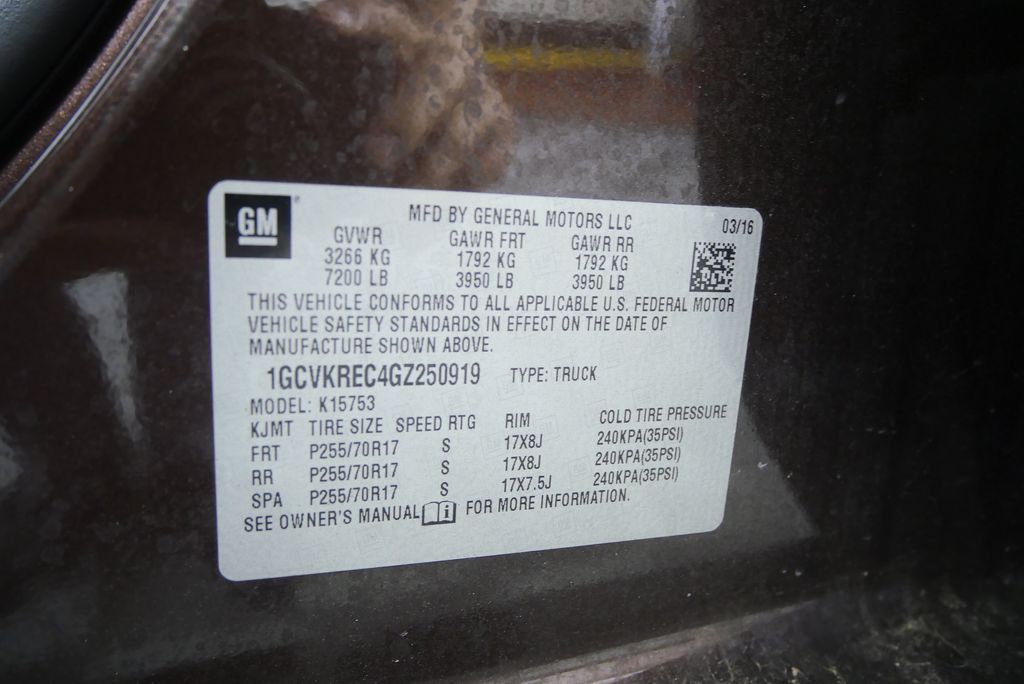 GM
MFD BY GENERAL MOTORS LLC
03/16
GVWR GAWR FRT GAWR RR
3266 KG 1792 KG 1792 KG
7200 LB 3950 LB 3950 LB
THIS VEHICLE CONFORMS TO ALL APPLICABLE U.S. FEDERAL MOTOR
VEHICLE SAFETY STANDARDS IN EFFECT ON THE DATE OF
MANUFACTURE SHOWN ABOVE.
1GCVKREC4GZ250919 TYPE: TRUCK
MODEL: K15753
KJMT TIRE SIZE SPEED RTG RIM COLD TIRE PRESSURE
FRT P255/70R17 S 17X8J 240KPA(35PSI)
RR P255/70R17 S 17X8J 240KPA(35PSI)
SPA P255/70R17 S 17X7.5J 240KPA(35PSI)
SEE OWNER'S MANUAL i FOR MORE INFORMATION.